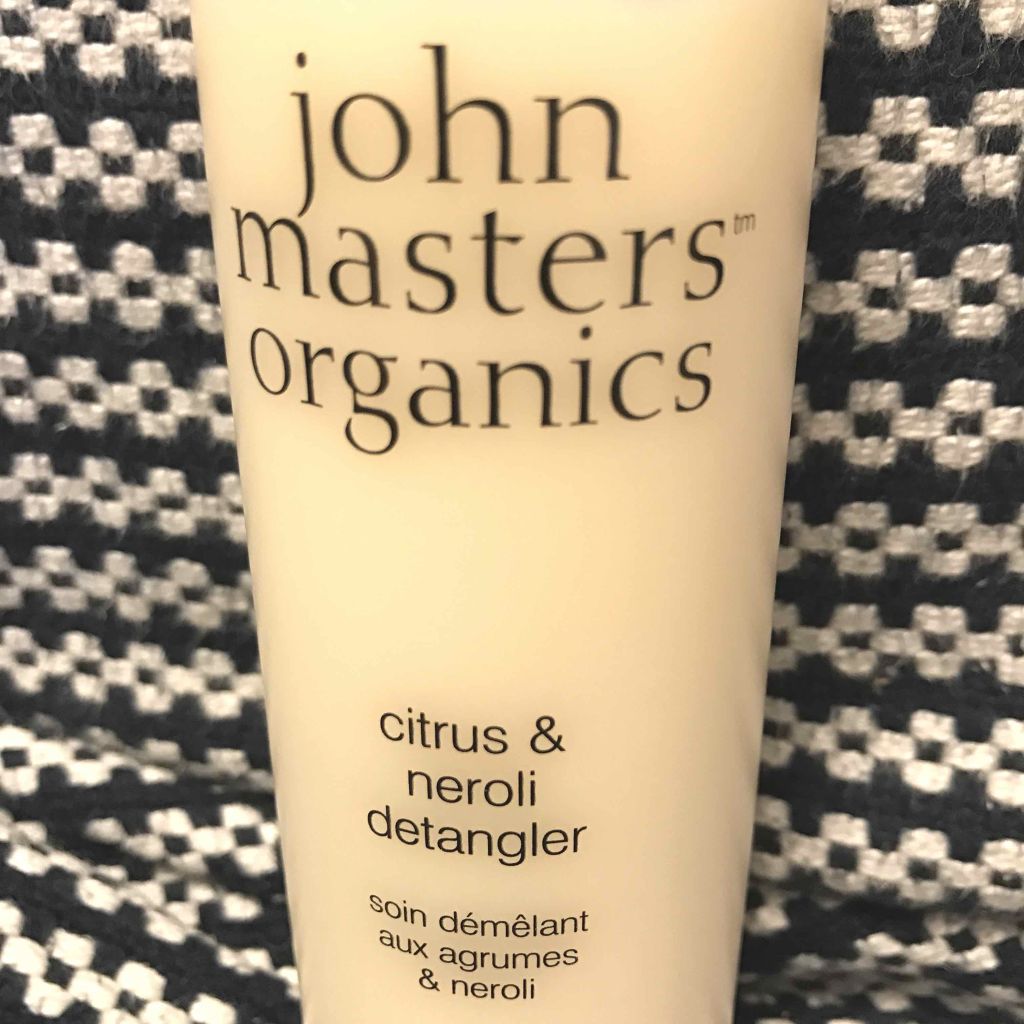 john
masters™
organics
citrus &
neroli
detangler
soin démêlant
aux agrumes
& neroli